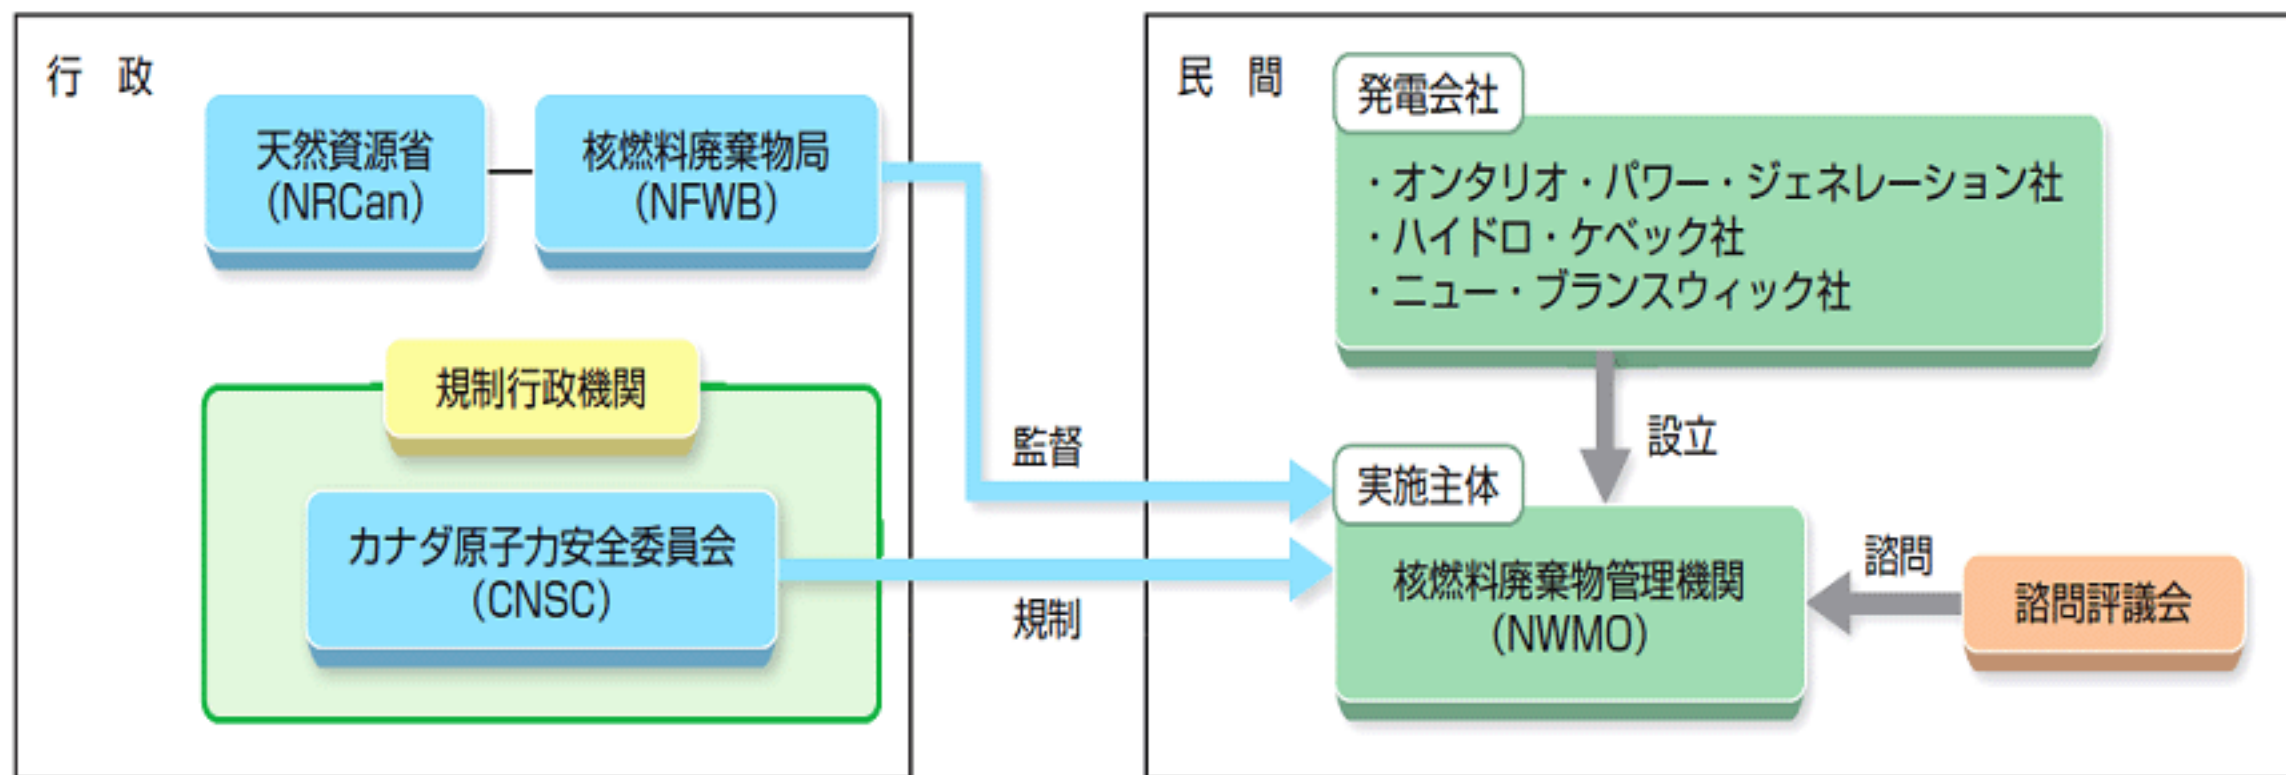 行 政
天然資源省
(NRCan)
核燃料廃棄物局
(NFWB)
規制行政機関
カナダ原子力安全委員会
(CNSC)
監督
規制
民 間
発電会社
・オンタリオ・パワー・ジェネレーション社
・ハイドロ・ケベック社
・ニュー・ブランスウィック社
設立
実施主体
核燃料廃棄物管理機関
(NWMO)
諮問
諮問評議会